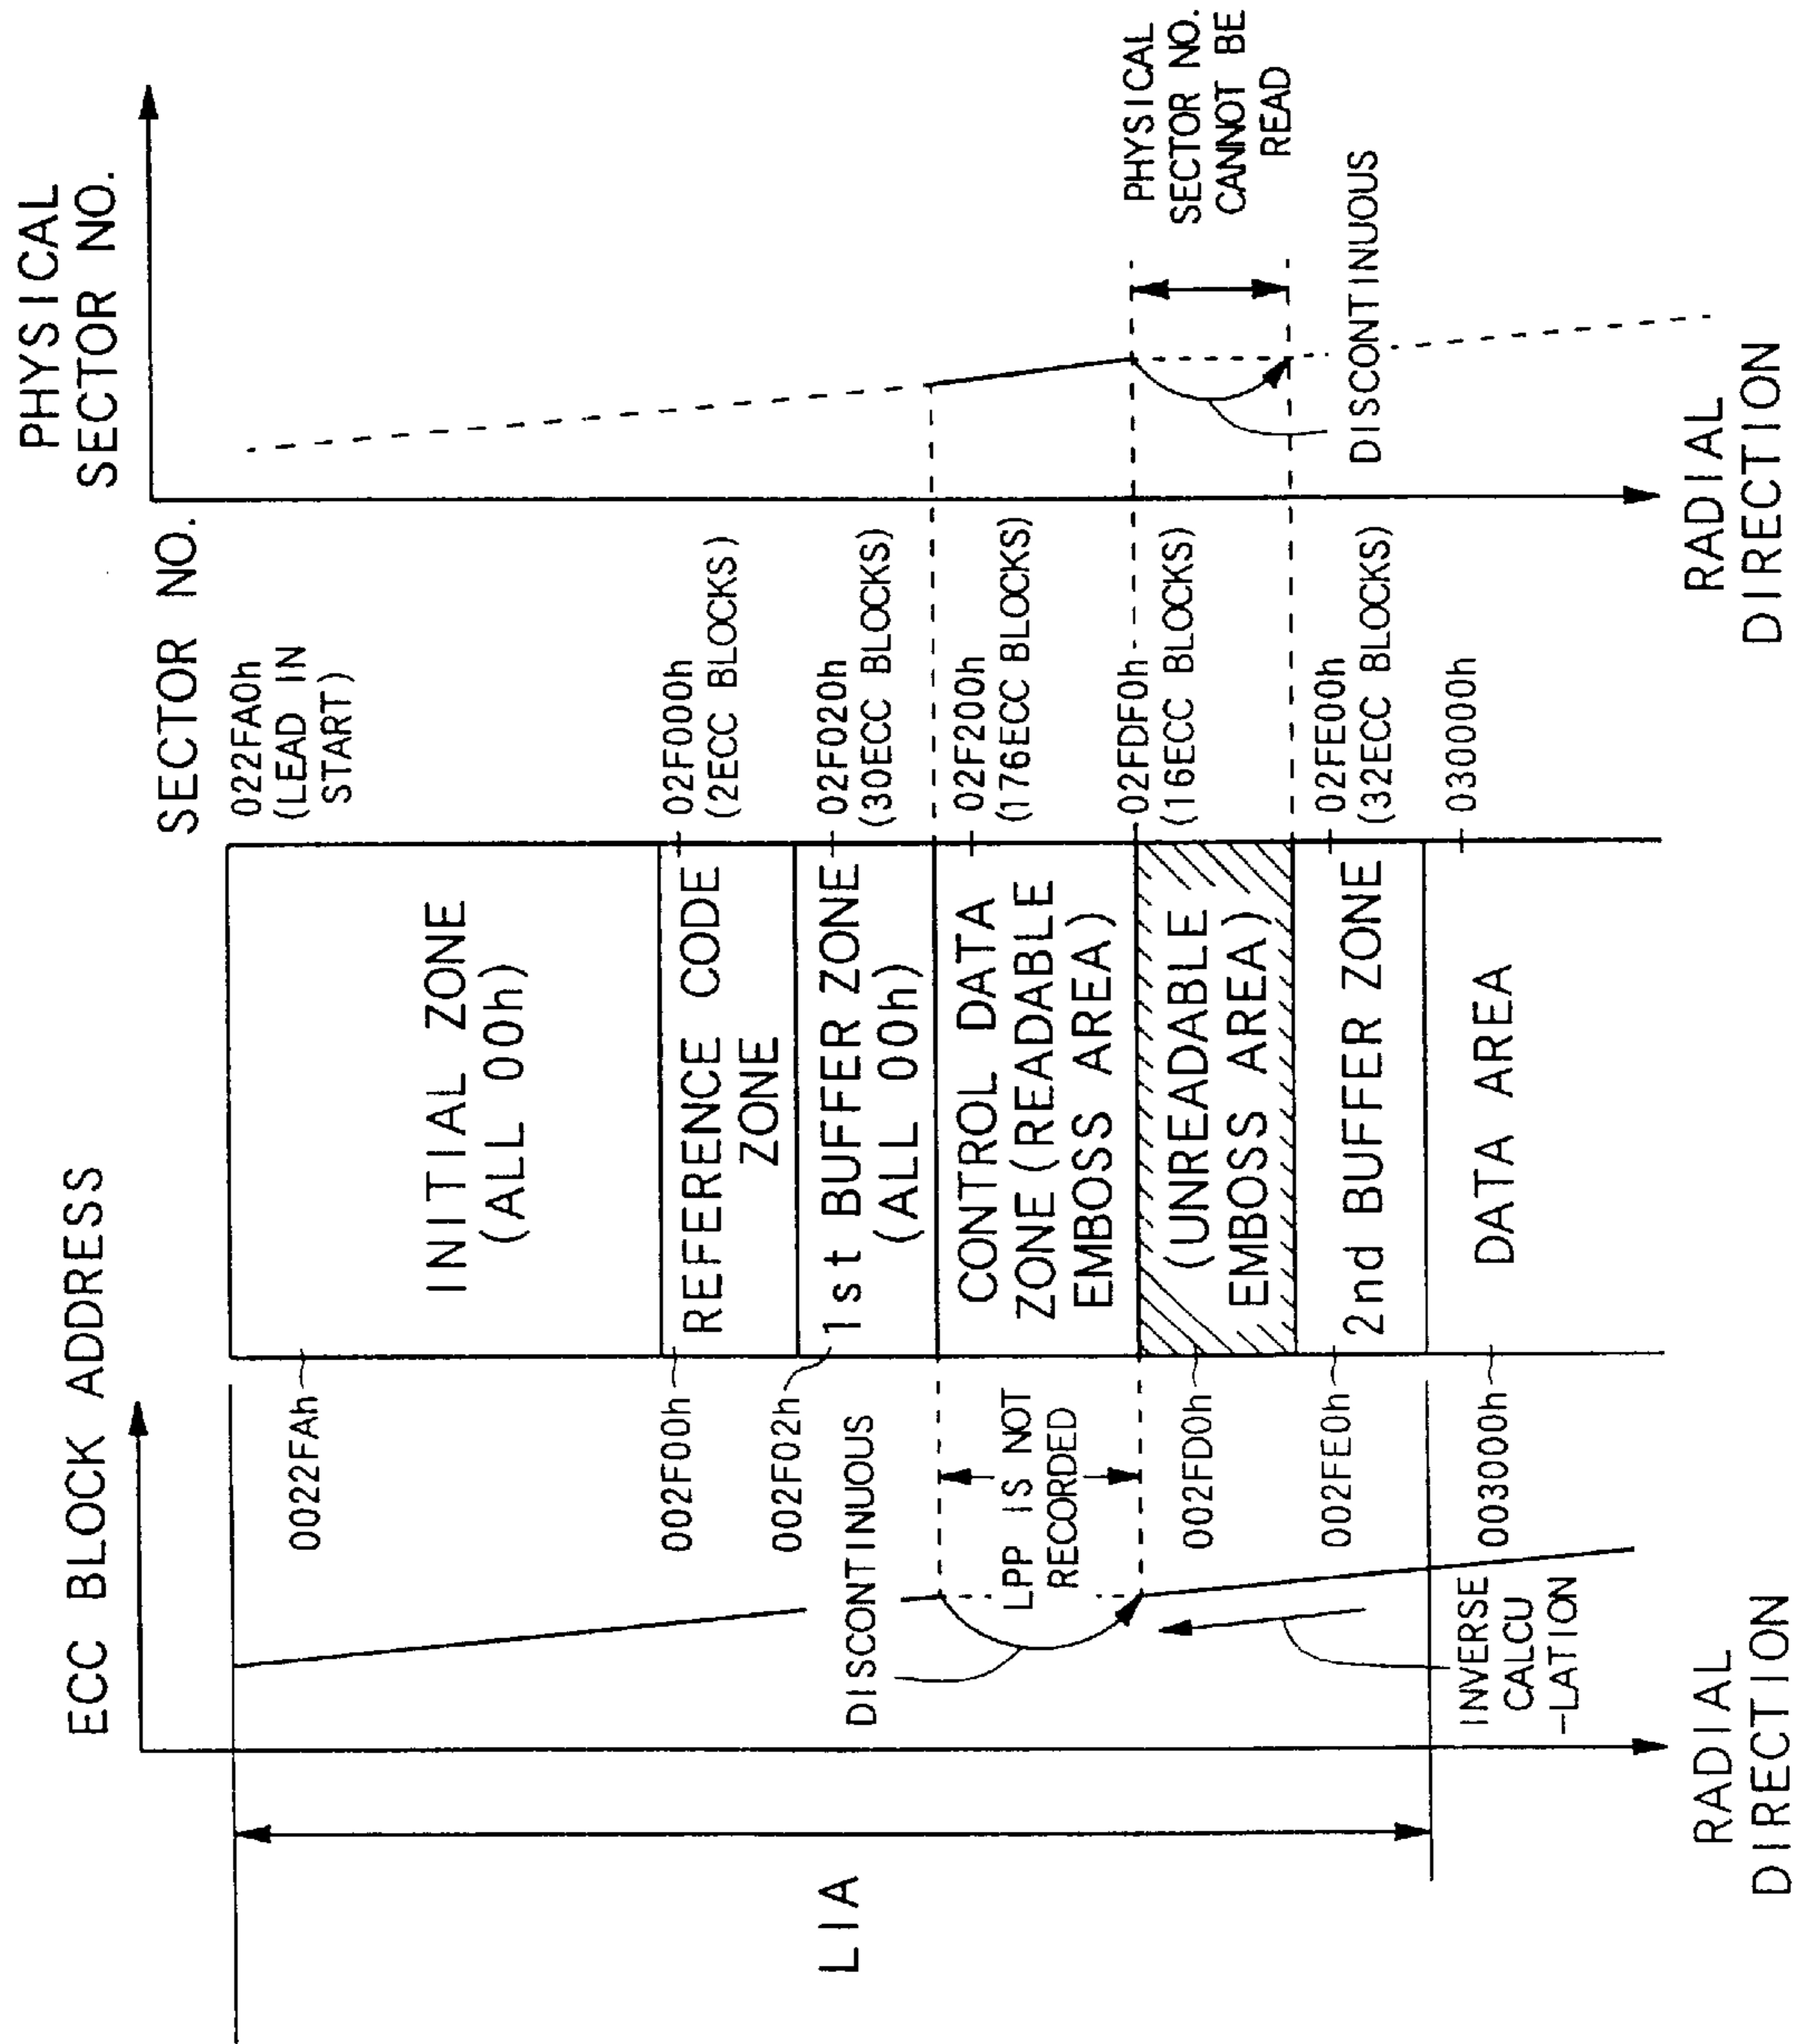 PHYSICAL
SECTOR NO.
PHYSICAL
SECTOR NO.
CANNOT BE
READ
DISCONTINUOUS
RADIAL
DIRECTION
SECTOR NO.
022FA0h
(LEAD IN
START)
02F000h
(2ECC BLOCKS)
02F020h
(30ECC BLOCKS)
02F200h
(176ECC BLOCKS)
02FDF0h
(16ECC BLOCKS)
02FE00h
(32ECC BLOCKS)
030000h
INITIAL ZONE
(ALL 00h)
REFERENCE CODE
ZONE
1st BUFFER ZONE
(ALL 00h)
CONTROL DATA
ZONE (READABLE
EMBOSS AREA)
(UNREADABLE
EMBOSS AREA)
2nd BUFFER ZONE
DATA AREA
ECC BLOCK ADDRESS
0022FAh
002F00h
002F02h
DISCONTINUOUS
LPP IS NOT
RECORDED
002FD0h
002FE0h
003000h
INVERSE
CALCU
-LATION
RADIAL
DIRECTION
LIA